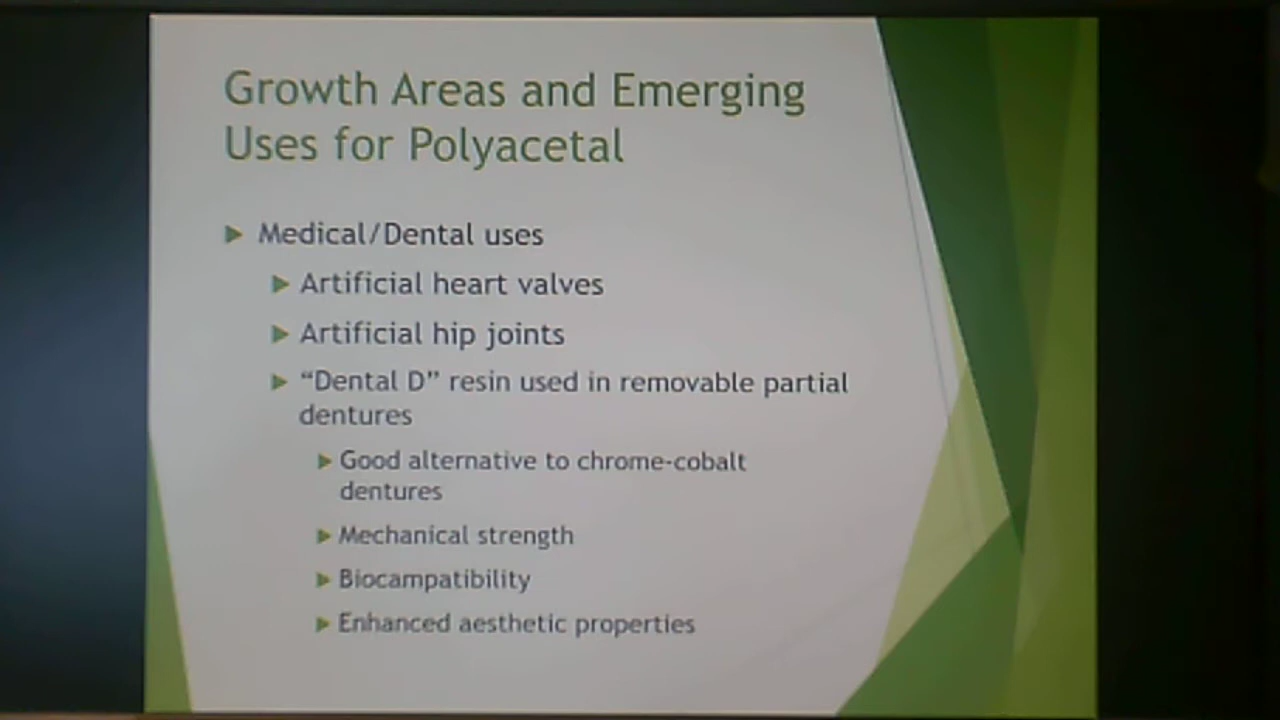 Growth Areas and Emerging
Uses for Polyacetal
Medical/Dental uses
Artificial heart valves
Artificial hip joints
“Dental D” resin used in removable partial
dentures
Good alternative to chrome-cobalt
dentures
Mechanical strength
Biocampatibility
Enhanced aesthetic properties